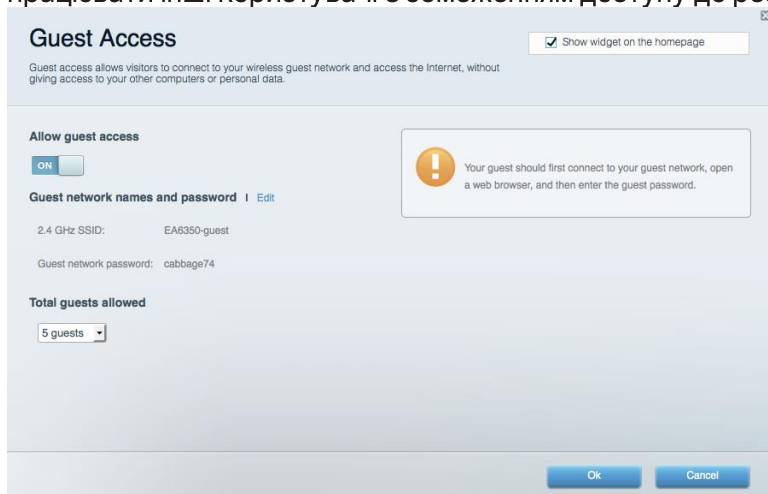 Guest Access
Show widget on the homepage
Guest access allows visitors to connect to your wireless guest network and access the Internet, without
giving access to your other computers or personal data.
Allow guest access
ON
Your guest should first connect to your guest network, open
a web browser, and then enter the guest password.
Guest network names and password | Edit
2.4 GHz SSID: EA6350-guest
Guest network password: cabbage74
Total guests allowed
5 guests
Ok Cancel